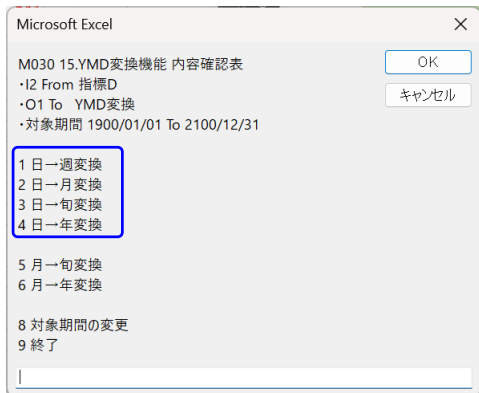 Microsoft Excel
M030 15.YMD変換機能 内容確認表
・I2 From 指標D
・O1 To YMD変換
・対象期間 1900/01/01 To 2100/12/31
OK
キャンセル
1 日→週変換
2 日→月変換
3 日→旬変換
4 日→年変換
5 月→旬変換
6 月→年変換
8 対象期間の変更
9 終了